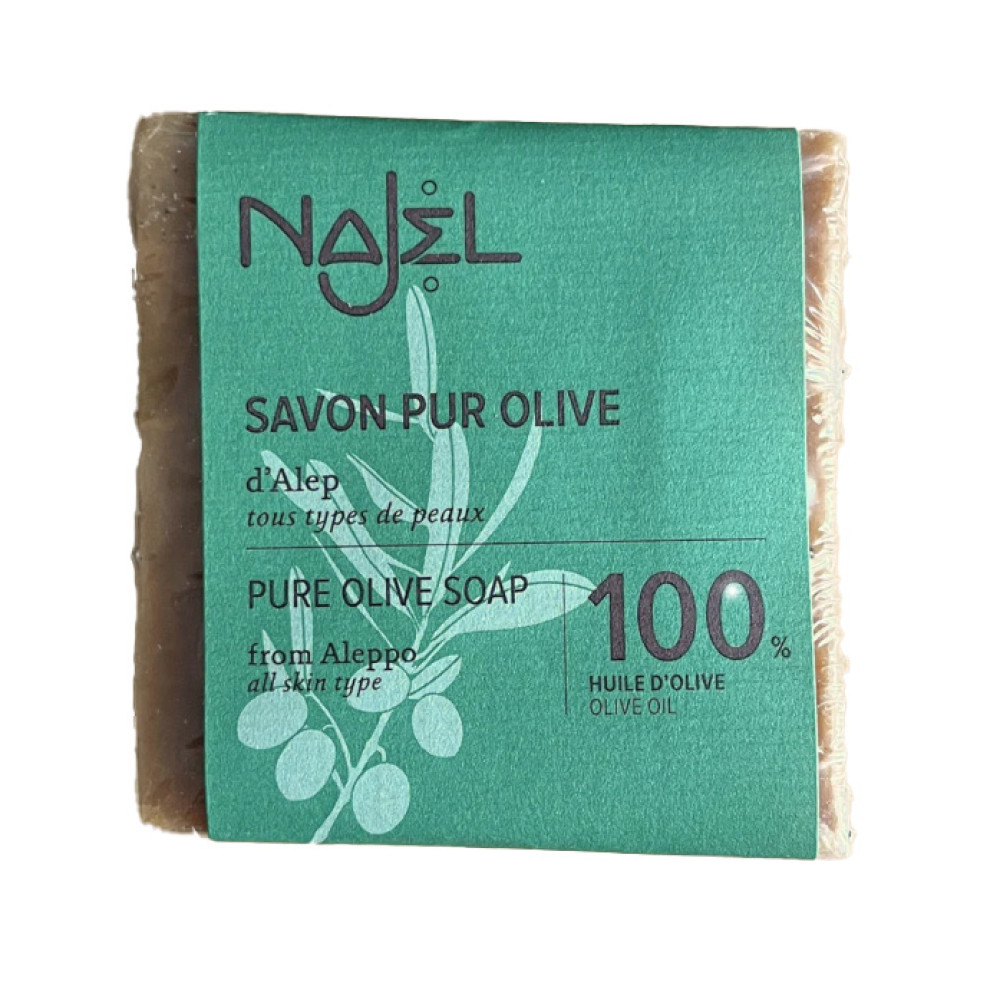 NAJEL
SAVON PUR OLIVE
d'Alep
tous types de peaux
PURE OLIVE SOAP
from Aleppo
all skin type
100%
HUILE D'OLIVE
OLIVE OIL